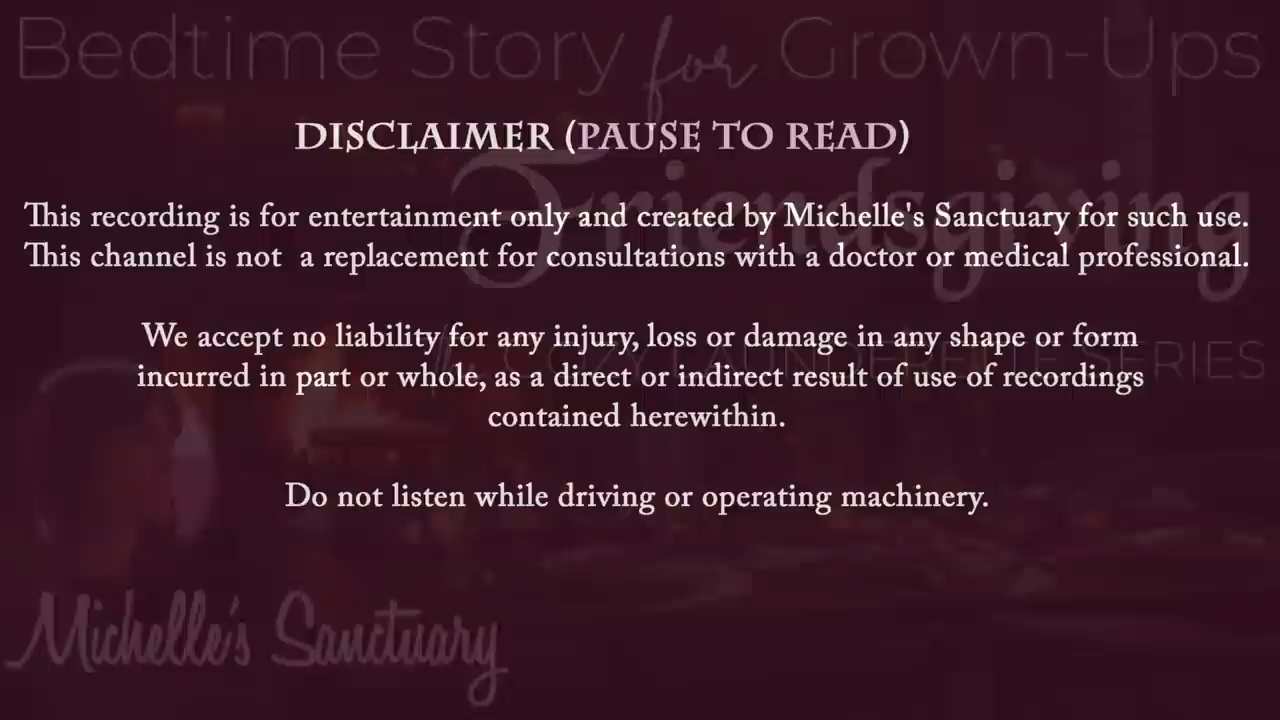 Bedtime Story for Grown-Ups
DISCLAIMER (PAUSE TO READ)
Friendsgiving
This recording is for entertainment only and created by Michelle's Sanctuary for such use.
This channel is not a replacement for consultations with a doctor or medical professional.
We accept no liability for any injury, loss or damage in any shape or form
COZY LAUNDERETTE SERIES
incurred in part or whole, as a direct or indirect result of use of recordings
contained herewithin.
Do not listen while driving or operating machinery.
Michelle's Sanctuary